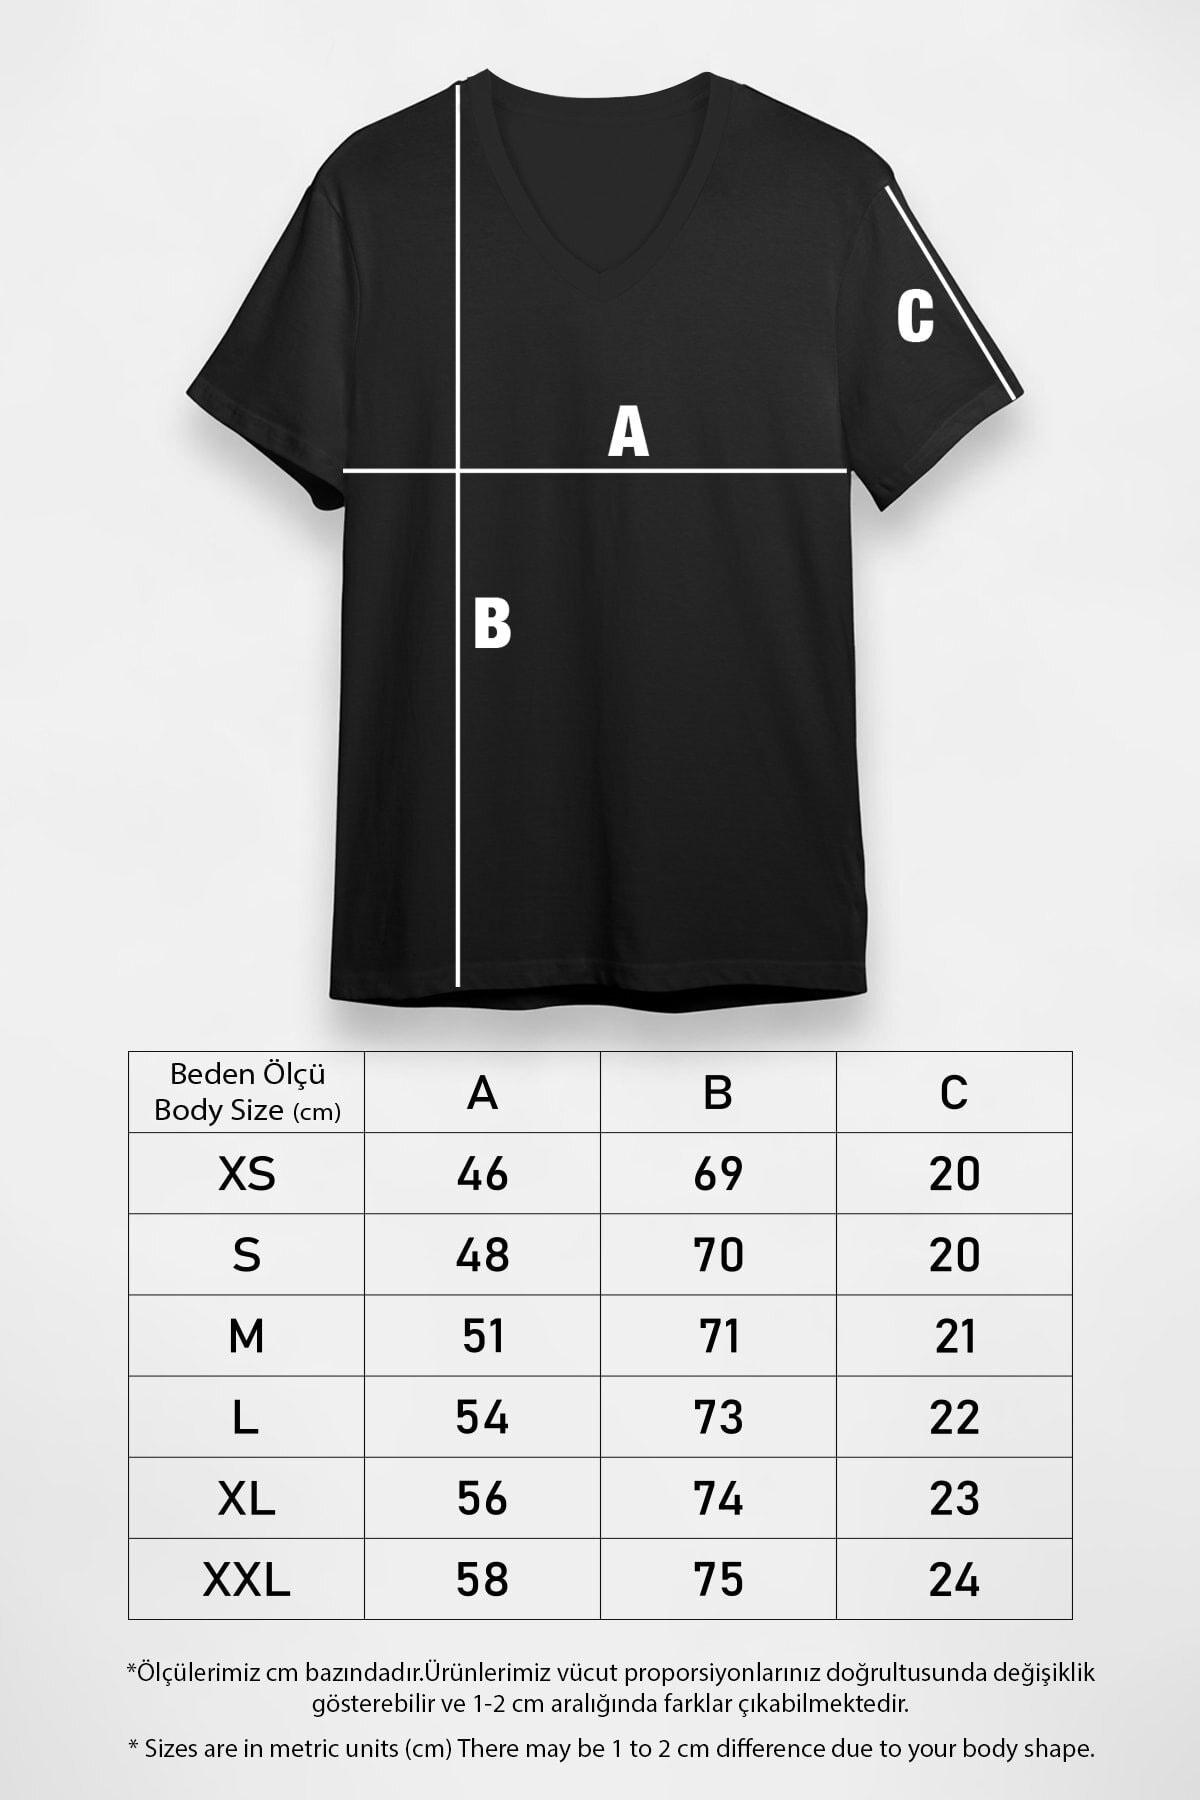 C
A
B
Beden Ölçü
Body Size (cm) A B C
XS 46 69 20
S 48 70 20
M 51 71 21
L 54 73 22
XL 56 74 23
XXL 58 75 24
*Ölçülerimiz cm bazındadır.Ürünlerimiz vücut proporsiyonlarınız doğrultusunda değişiklik
gösterebilir ve 1-2 cm aralığında farklar çıkabilmektedir.
* Sizes are in metric units (cm) There may be 1 to 2 cm difference due to your body shape.